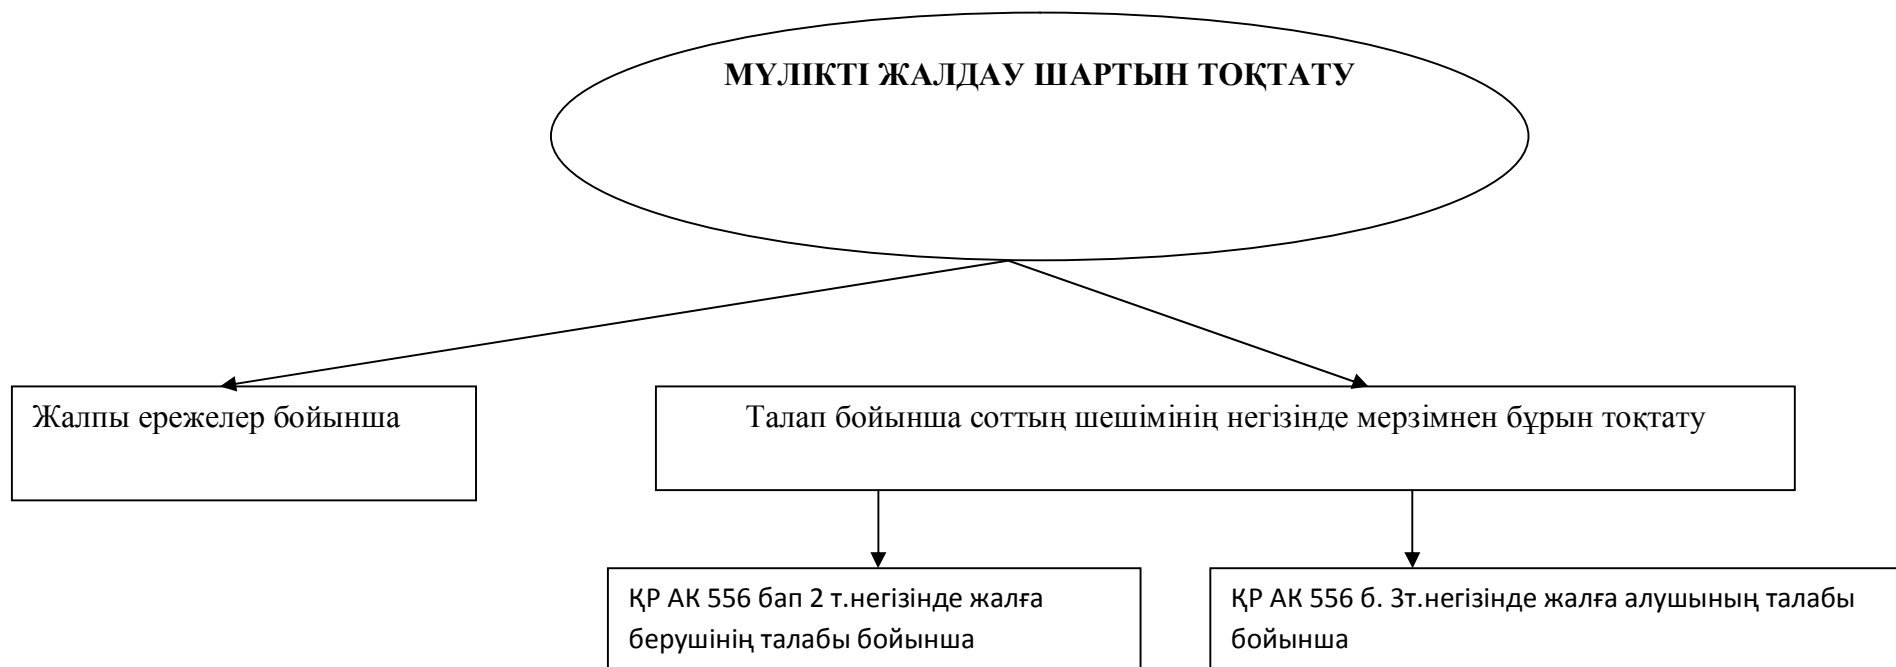 МҮЛІКТІ ЖАЛДАУ ШАРТЫН ТОҚТАТУ
Жалпы ережелер бойынша
Талап бойынша соттың шешімінің негізінде мерзімнен бұрын тоқтату
ҚР АК 556 бап 2 т.негізінде жалға
берушінің талабы бойынша
ҚР АК 556 б. 3т.негізінде жалға алушының талабы
бойынша